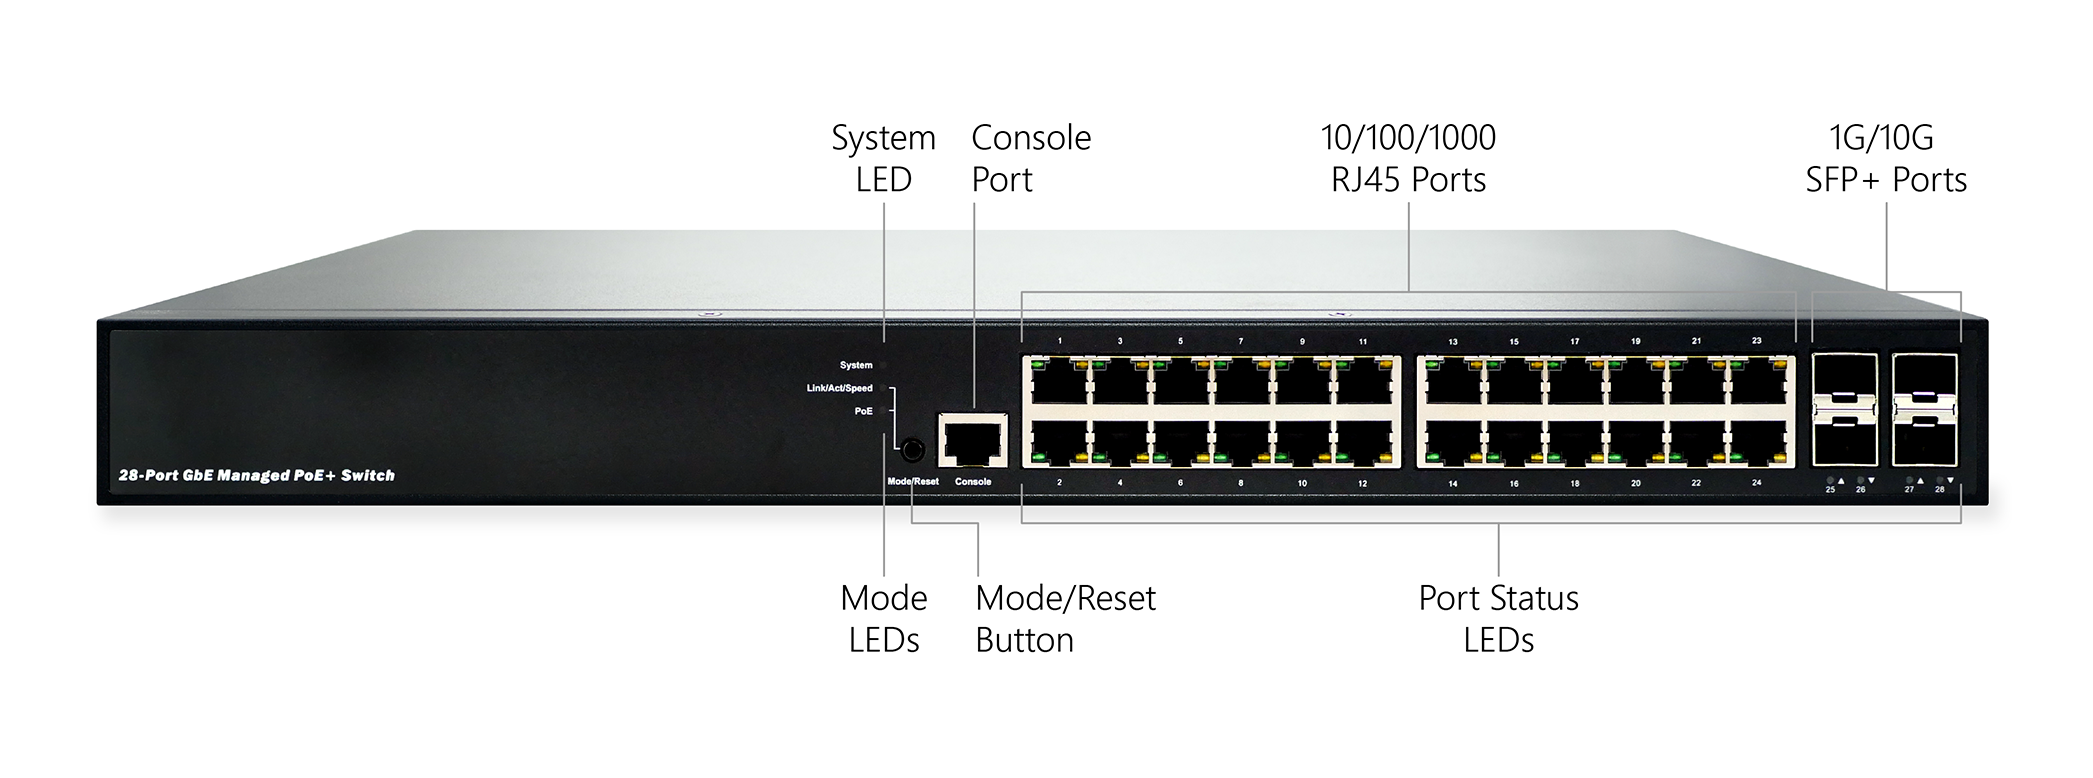 System
LED
Console
Port
10/100/1000
RJ45 Ports
1G/10G
SFP+ Ports
1 3 5 7 9 11 13 15 17 19 21 23
System
Link/Act/Speed
PoE
28-Port GbE Managed PoE+ Switch
Mode/Reset Console
2 4 6 8 10 12 14 16 18 20 22 24
25▲ 26▼ 27▲ 28▼
Mode
LEDs
Mode/Reset
Button
Port Status
LEDs